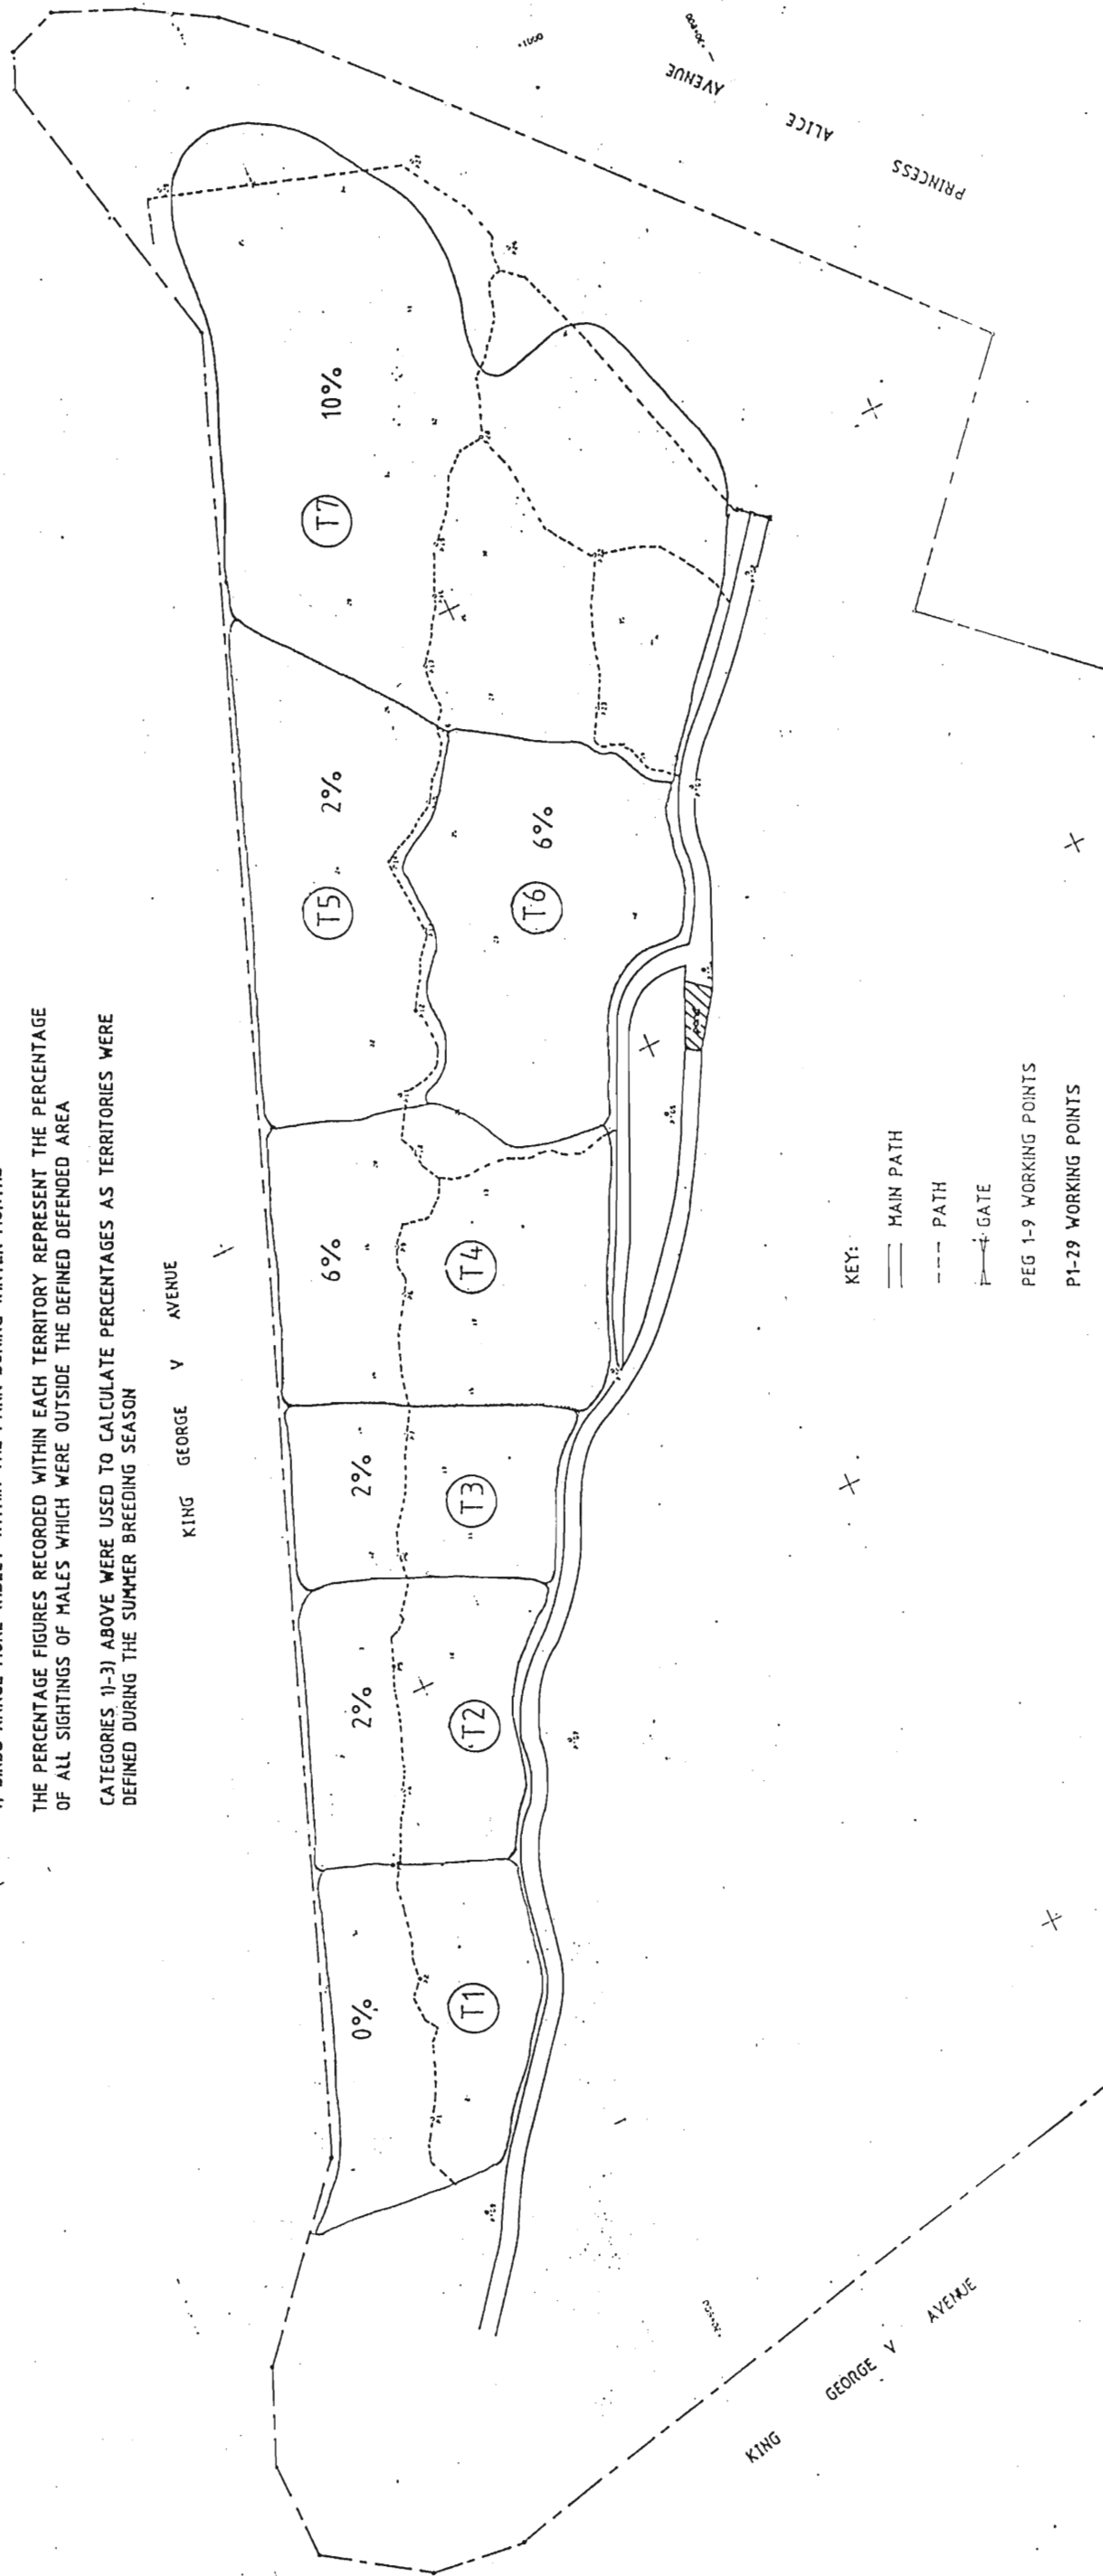 THE PERCENTAGE FIGURES RECORDED WITHIN EACH TERRITORY REPRESENT THE PERCENTAGE
OF ALL SIGHTINGS OF MALES WHICH WERE OUTSIDE THE DEFINED DEFENDED AREA
CATEGORIES 1)-3) ABOVE WERE USED TO CALCULATE PERCENTAGES AS TERRITORIES WERE
DEFINED DURING THE SUMMER BREEDING SEASON
KING GEORGE V AVENUE
0%
T1
2%
T2
2%
T3
6%
T4
2%
T5
6%
T6
10%
T7
PRINCESS ALICE AVENUE
KING GEORGE V AVENUE
KEY:
MAIN PATH
PATH
GATE
PEG 1-9 WORKING POINTS
P1-29 WORKING POINTS